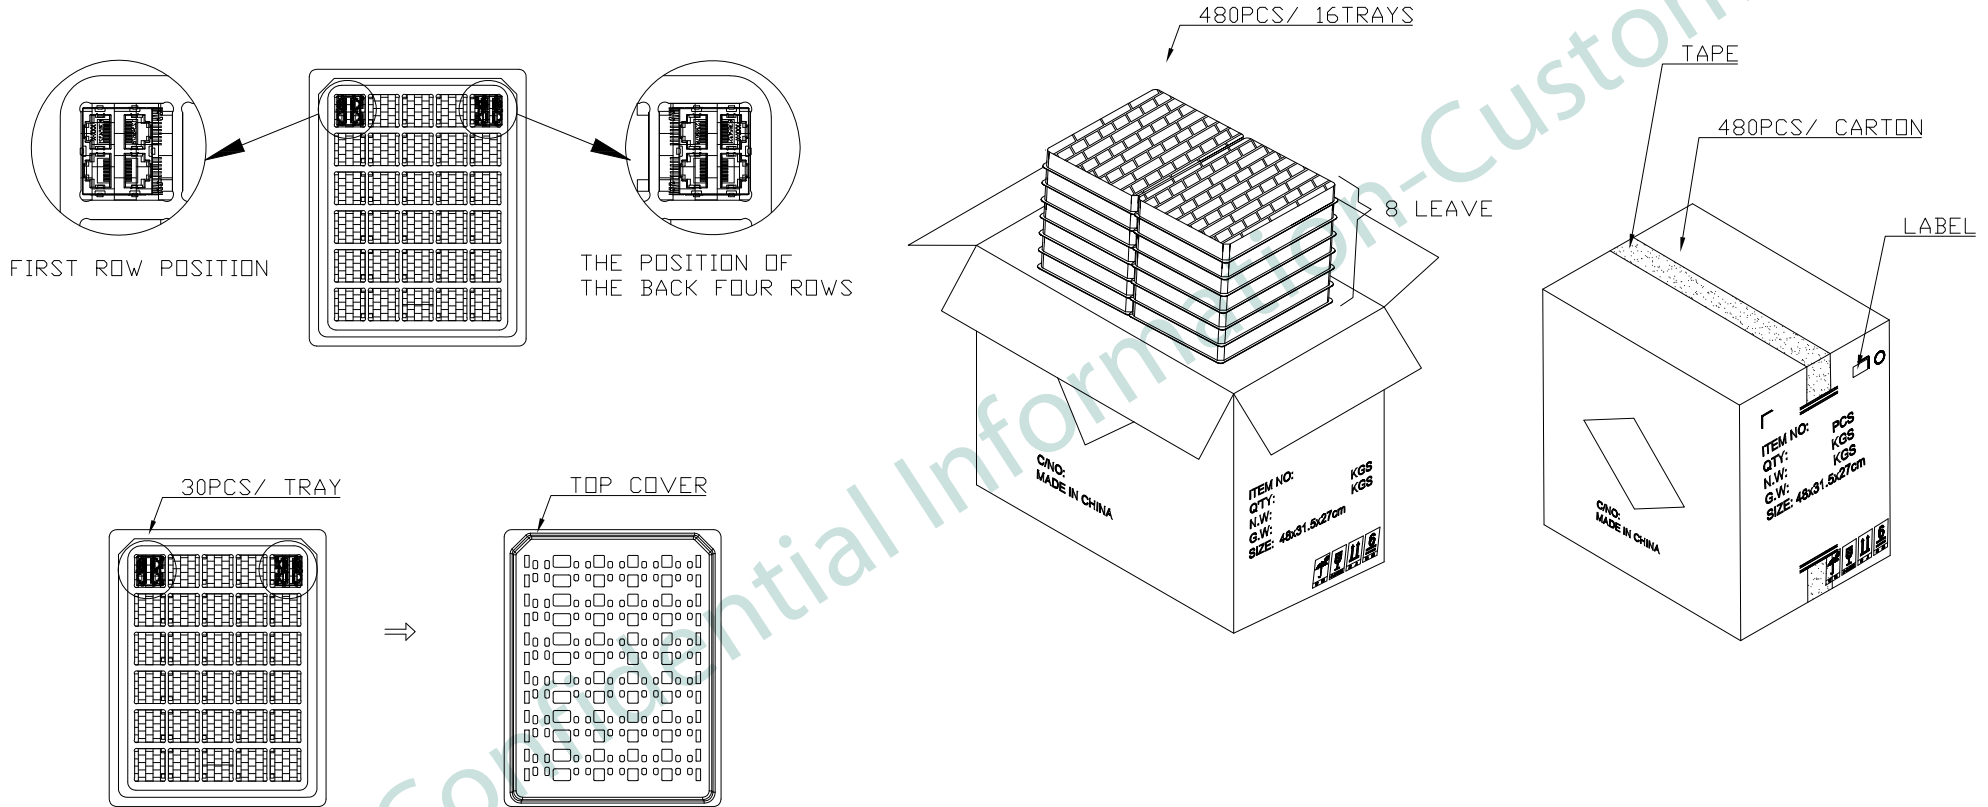 480PCS/ 16TRAYS
TAPE
480PCS/ CARTON
8 LEAVE
LABEL
FIRST ROW POSITION
THE POSITION OF
THE BACK FOUR ROWS
30PCS/ TRAY
TOP COVER
C/NO:
MADE IN CHINA
ITEM NO:
Q'TY: KGS
N.W: KGS
G.W:
SIZE: 48x31.5x27cm
ITEM NO:
QTY: PCS
N.W: KGS
G.W: KGS
SIZE: 48x31.5x27cm
C/NO:
MADE IN CHINA
Confidential Information-Custom